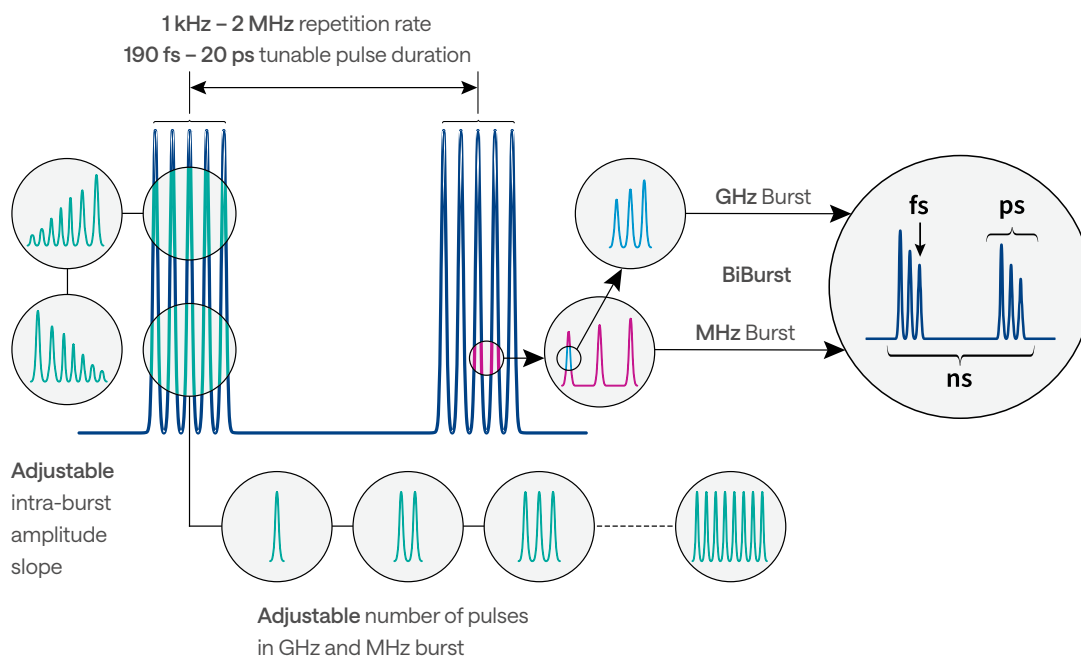 1 kHz – 2 MHz repetition rate
190 fs – 20 ps tunable pulse duration
GHz Burst
BiBurst
MHz Burst
fs
ps
ns
Adjustable
intra-burst
amplitude
slope
Adjustable number of pulses
in GHz and MHz burst